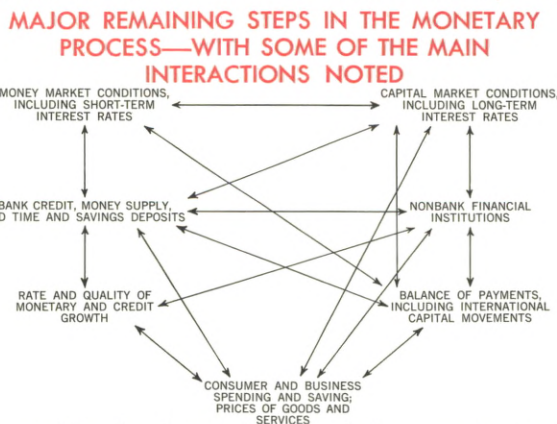 MAJOR REMAINING STEPS IN THE MONETARY
PROCESS—WITH SOME OF THE MAIN
INTERACTIONS NOTED
MONEY MARKET CONDITIONS,
INCLUDING SHORT-TERM
INTEREST RATES
CAPITAL MARKET CONDITIONS,
INCLUDING LONG-TERM
INTEREST RATES
BANK CREDIT, MONEY SUPPLY,
D TIME AND SAVINGS DEPOSITS
NONBANK FINANCIAL
INSTITUTIONS
RATE AND QUALITY OF
MONETARY AND CREDIT
GROWTH
BALANCE OF PAYMENTS,
INCLUDING INTERNATIONAL
CAPITAL MOVEMENTS
CONSUMER AND BUSINESS
SPENDING AND SAVING;
PRICES OF GOODS AND
SERVICES